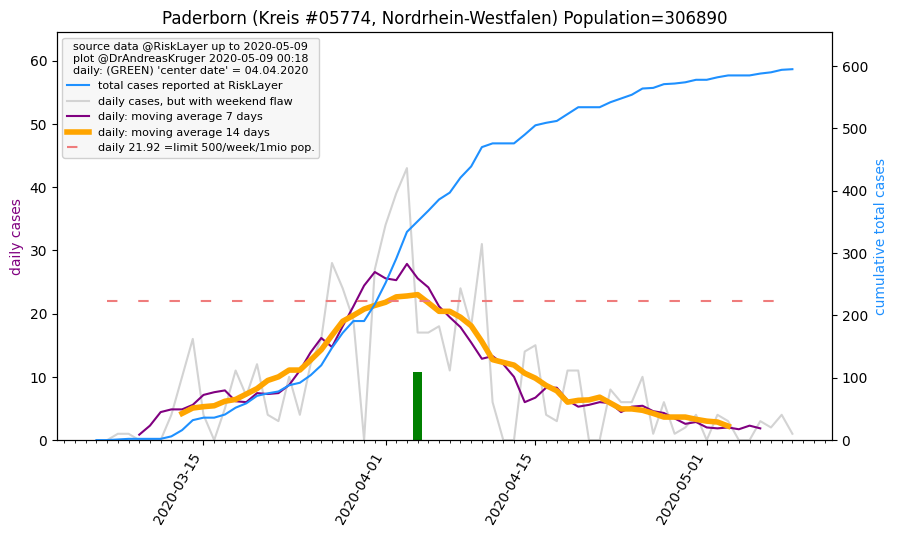 Paderborn (Kreis #05774, Nordrhein-Westfalen) Population=306890
source data @RiskLayer up to 2020-05-09
plot @DrAndreasKruger 2020-05-09 00:18
daily: (GREEN) 'center date' = 04.04.2020
total cases reported at RiskLayer
daily cases, but with weekend flaw
daily: moving average 7 days
daily: moving average 14 days
daily 21.92 =limit 500/week/1mio pop.
daily cases
60
50
40
30
20
10
0
cumulative total cases
600
500
400
300
200
100
0
2020-03-15
2020-04-01
2020-04-15
2020-05-01